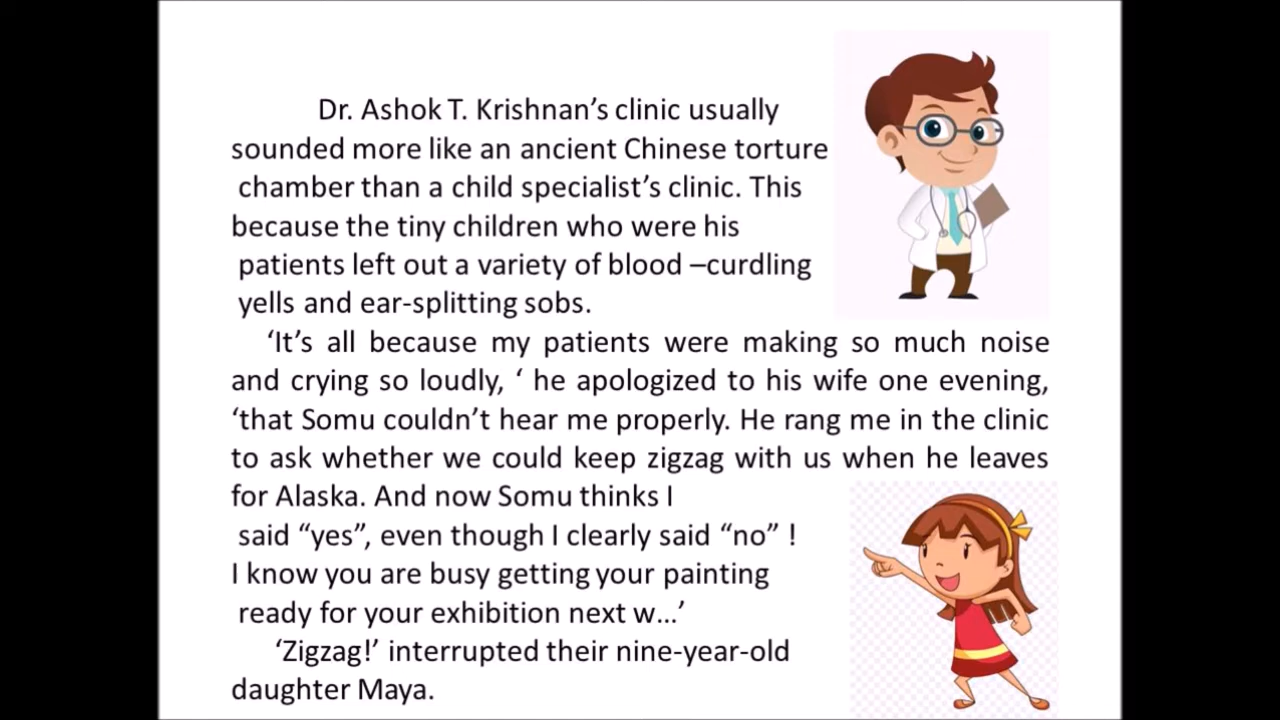 Dr. Ashok T. Krishnan’s clinic usually
sounded more like an ancient Chinese torture
chamber than a child specialist’s clinic. This
because the tiny children who were his
patients left out a variety of blood –curdling
yells and ear-splitting sobs.
‘It’s all because my patients were making so much noise
and crying so loudly, ‘ he apologized to his wife one evening,
‘that Somu couldn’t hear me properly. He rang me in the clinic
to ask whether we could keep zigzag with us when he leaves
for Alaska. And now Somu thinks I
said “yes”, even though I clearly said “no” !
I know you are busy getting your painting
ready for your exhibition next w...’
‘Zigzag!’ interrupted their nine-year-old
daughter Maya.